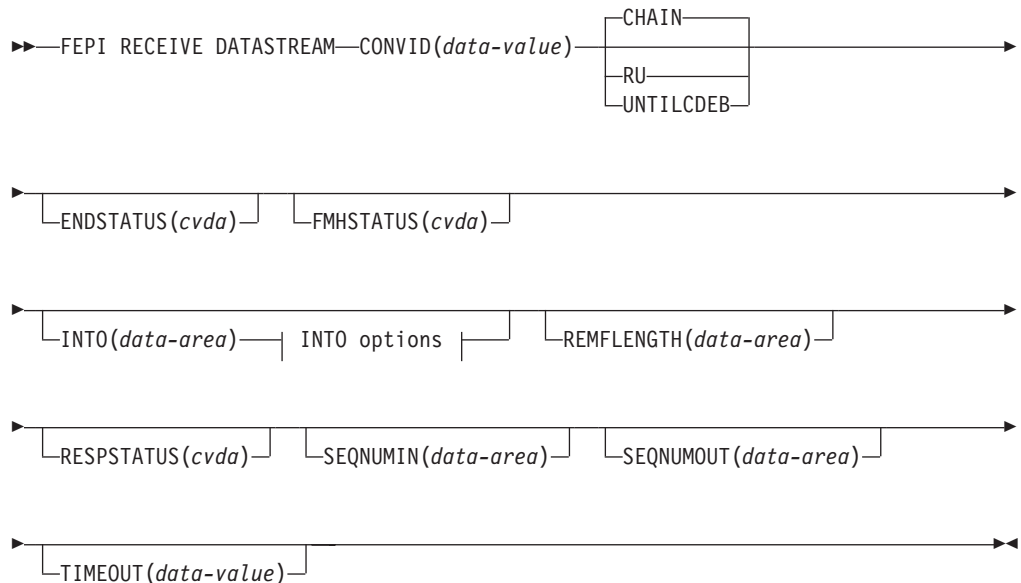 CHAIN
FEPI RECEIVE DATASTREAM CONVID(data-value)
RU
UNTILCDEB
ENDSTATUS(cvda) FMHSTATUS(cvda)
INTO(data-area) INTO options REMFLENGTH(data-area)
RESPSTATUS(cvda) SEQNUMIN(data-area) SEQNUMOUT(data-area)
TIMEOUT(data-value)